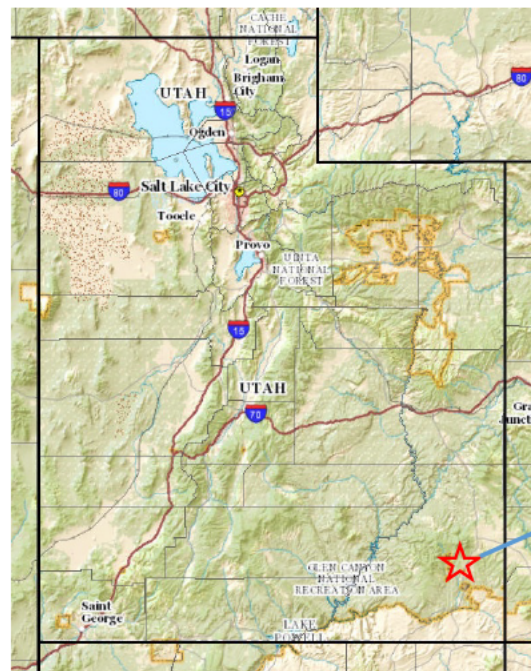 CACHE
NATIONAL
FOREST
Logan
Brigham
City
UTAH
80
15
Ogden
Salt Lake City
80
Tooele
Provo
UINTA
NATIONAL
FOREST
15
UTAH
70
Gra
Junct
GLEN CANYON
NATIONAL
RECREATION AREA
Saint
George
LAKE
POWELL